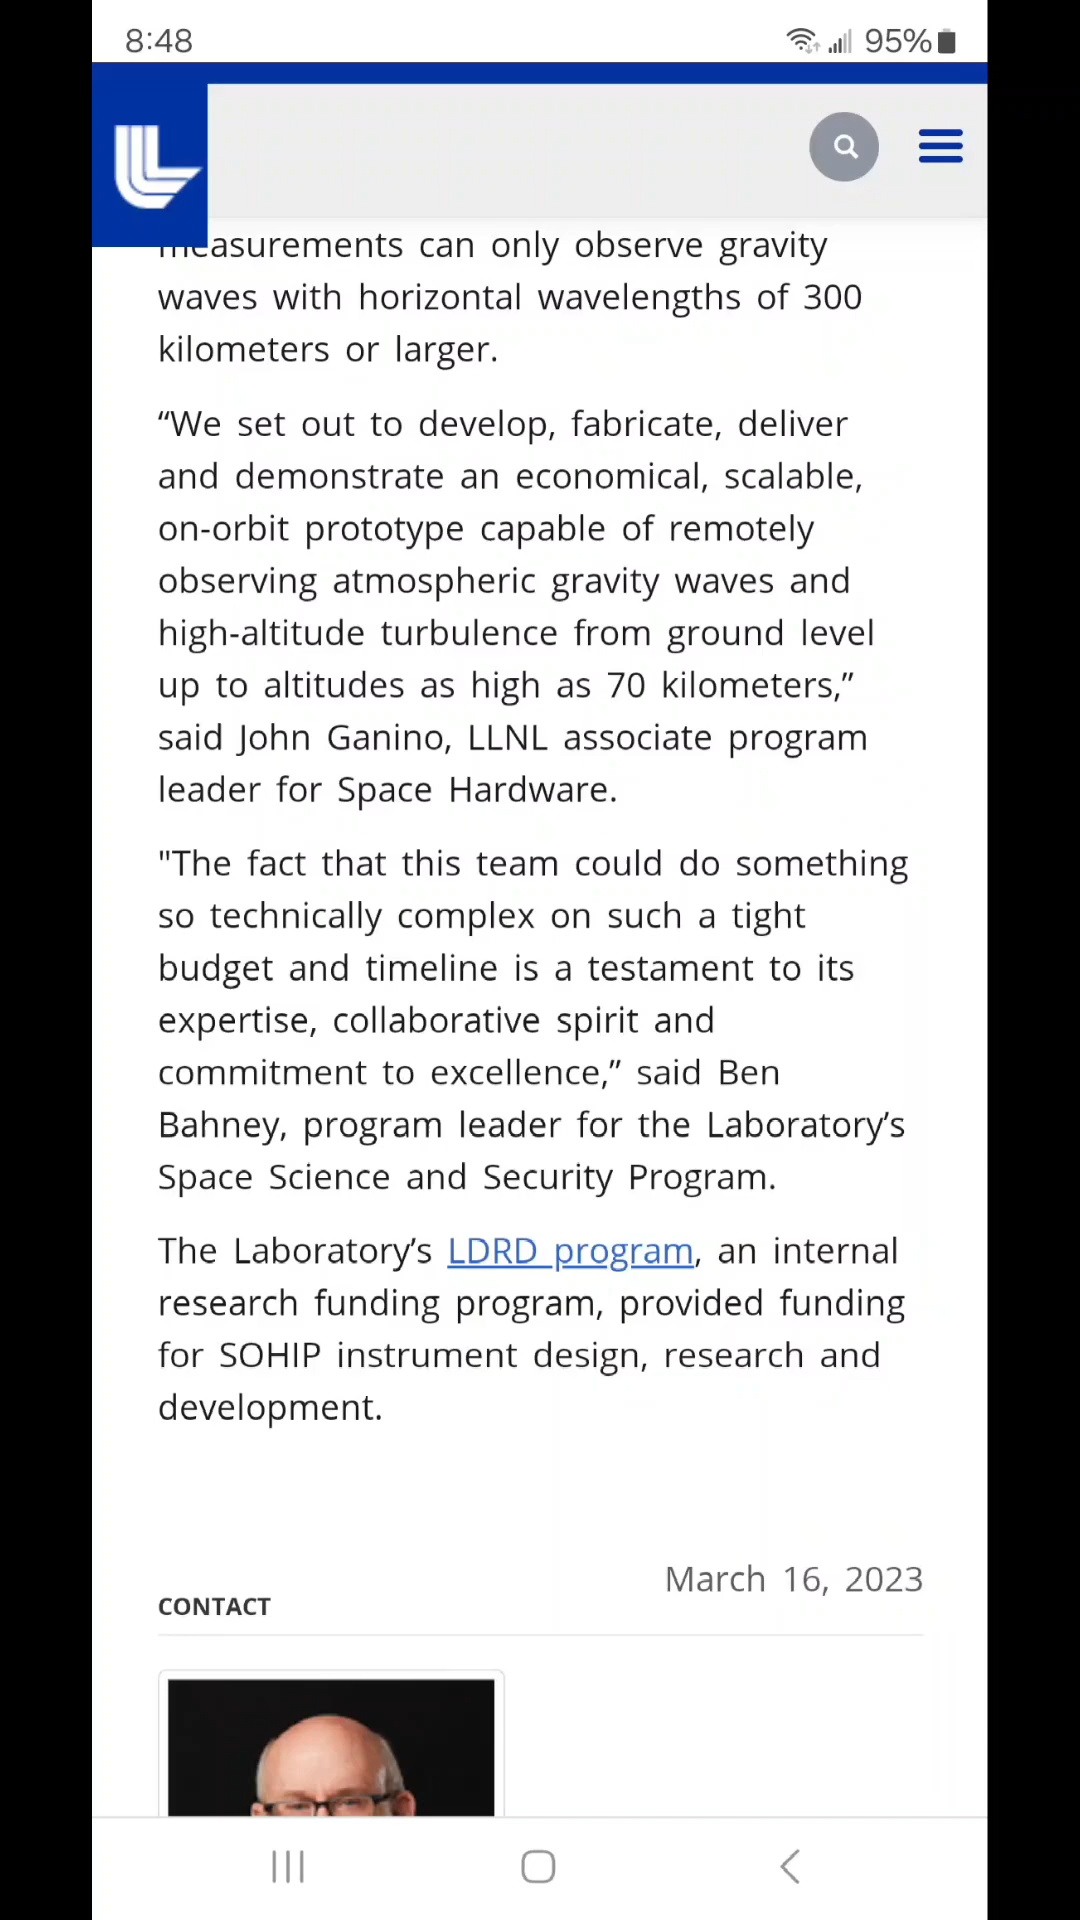 8:48
95%
measurements can only observe gravity
waves with horizontal wavelengths of 300
kilometers or larger.
“We set out to develop, fabricate, deliver
and demonstrate an economical, scalable,
on-orbit prototype capable of remotely
observing atmospheric gravity waves and
high-altitude turbulence from ground level
up to altitudes as high as 70 kilometers,”
said John Ganino, LLNL associate program
leader for Space Hardware.
"The fact that this team could do something
so technically complex on such a tight
budget and timeline is a testament to its
expertise, collaborative spirit and
commitment to excellence,” said Ben
Bahney, program leader for the Laboratory’s
Space Science and Security Program.
The Laboratory’s LDRD program, an internal
research funding program, provided funding
for SOHIP instrument design, research and
development.
March 16, 2023
CONTACT